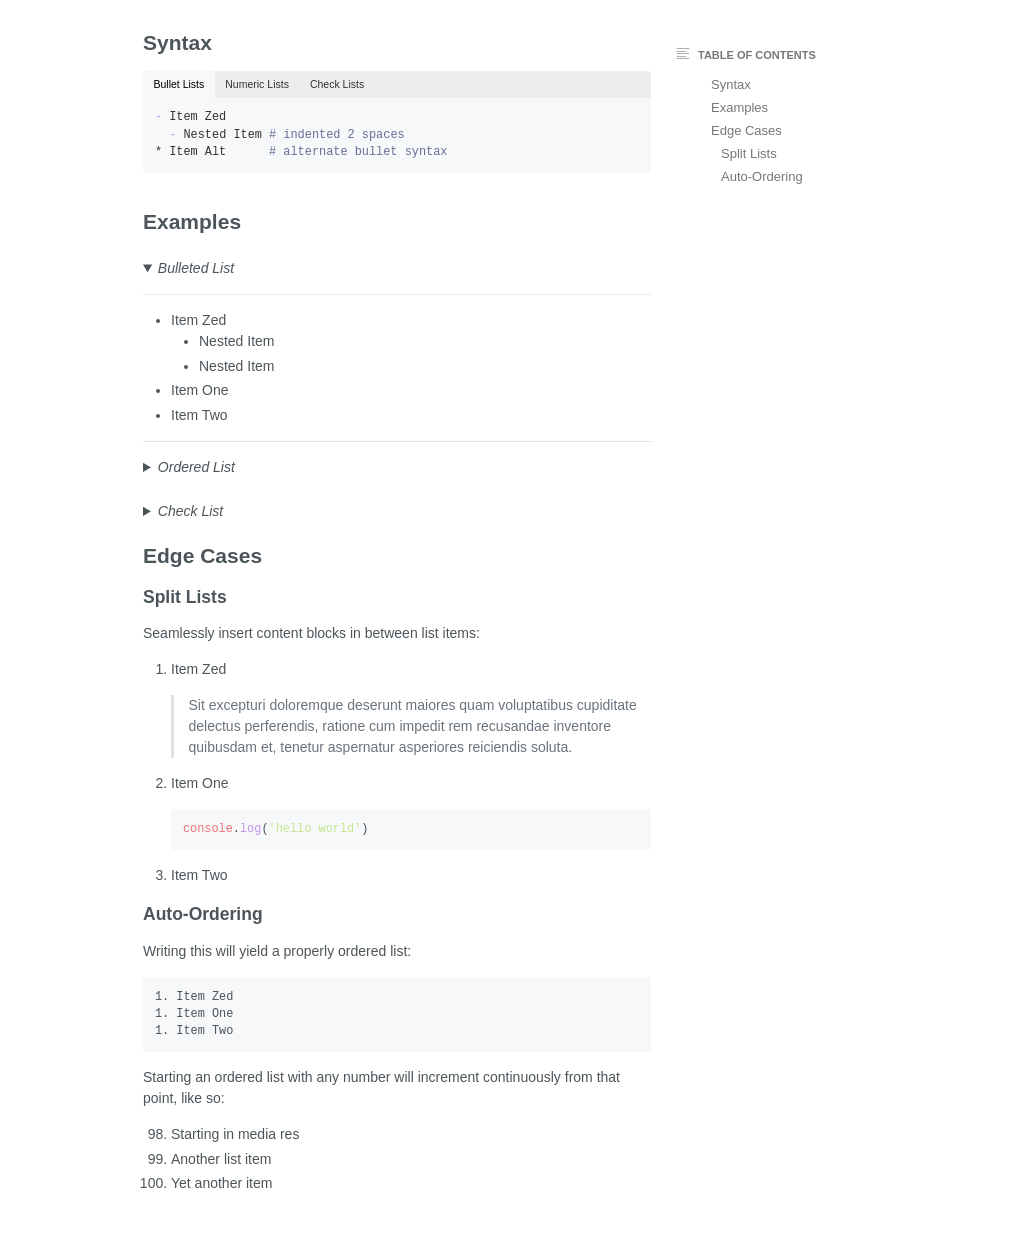 Syntax
Bullet Lists Numeric Lists Check Lists
- Item Zed
  - Nested Item # indented 2 spaces
* Item Alt      # alternate bullet syntax
Examples
▼ Bulleted List
• Item Zed
• Nested Item
• Nested Item
• Item One
• Item Two
▶ Ordered List
▶ Check List
Edge Cases
Split Lists
Seamlessly insert content blocks in between list items:
1. Item Zed
Sit excepturi doloremque deserunt maiores quam voluptatibus cupiditate
delectus perferendis, ratione cum impedit rem recusandae inventore
quibusdam et, tenetur aspernatur asperiores reiciendis soluta.
2. Item One
console.log('hello world')
3. Item Two
Auto-Ordering
Writing this will yield a properly ordered list:
1. Item Zed
1. Item One
1. Item Two
Starting an ordered list with any number will increment continuously from that
point, like so:
98. Starting in media res
99. Another list item
100. Yet another item
TABLE OF CONTENTS
Syntax
Examples
Edge Cases
Split Lists
Auto-Ordering